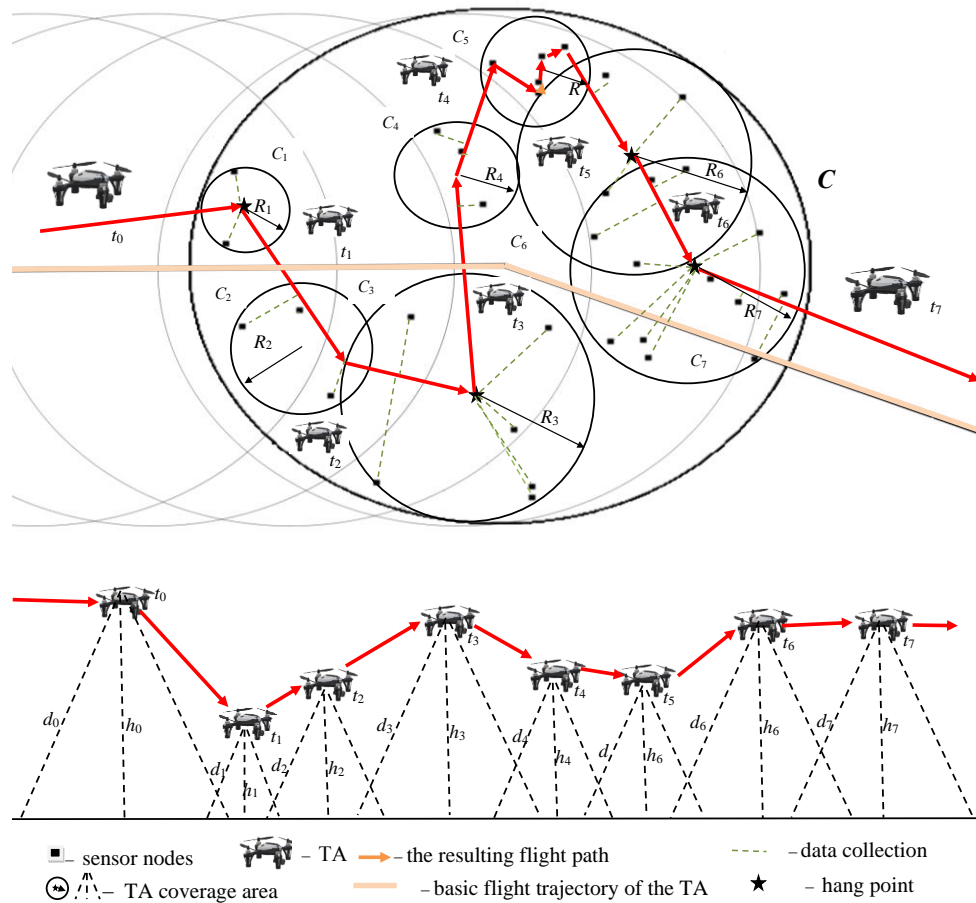 C₅
t₄
R
C₄
C₁
t₅
R₄
R₆
C
R₁
t₆
t₀
t₁
C₆
C₂
C₃
t₇
t₃
R₇
R₂
C₇
R₃
t₂
t₀
t₃
t₆
t₇
t₂
t₄
t₅
d₀
h₀
t₁
d₃
h₃
d₄
d₆
h₆
d₇
h₇
d₁
d₂
h₂
h₄
d
h₆
h₁
– sensor nodes
– TA
– the resulting flight path
– data collection
– TA coverage area
– basic flight trajectory of the TA
– hang point